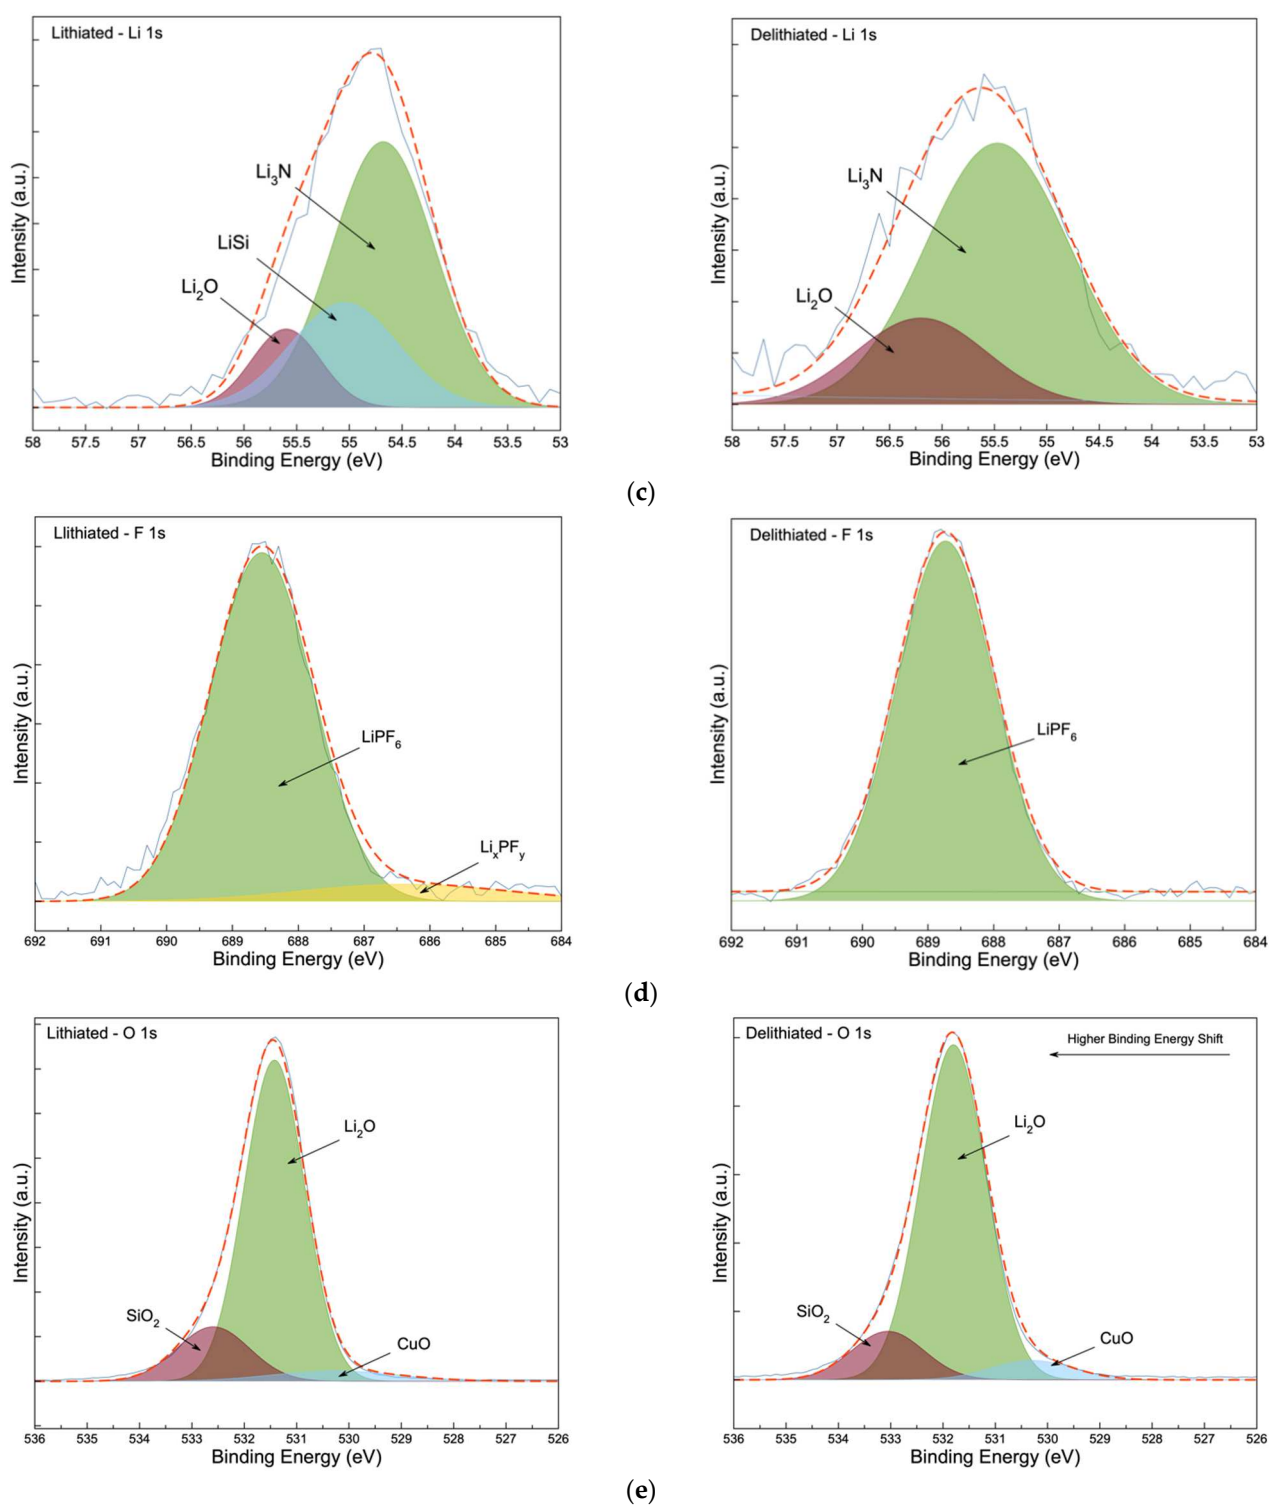 Lithiated - Li 1s
Intensity (a.u.)
Li₃N
LiSi
Li₂O
58 57.5 57 56.5 56 55.5 55 54.5 54 53.5 53
Binding Energy (eV)
Delithiated - Li 1s
Intensity (a.u.)
Li₃N
Li₂O
58 57.5 57 56.5 56 55.5 55 54.5 54 53.5 53
Binding Energy (eV)
(c)
Llithiated - F 1s
Intensity (a.u.)
LiPF₆
LiₓPFᵧ
692 691 690 689 688 687 686 685 684
Binding Energy (eV)
Delithiated - F 1s
Intensity (a.u.)
LiPF₆
692 691 690 689 688 687 686 685 684
Binding Energy (eV)
(d)
Lithiated - O 1s
Intensity (a.u.)
Li₂O
SiO₂
CuO
536 535 534 533 532 531 530 529 528 527 526
Binding Energy (eV)
Delithiated - O 1s
Higher Binding Energy Shift
Intensity (a.u.)
Li₂O
SiO₂
CuO
536 535 534 533 532 531 530 529 528 527 526
Binding Energy (eV)
(e)